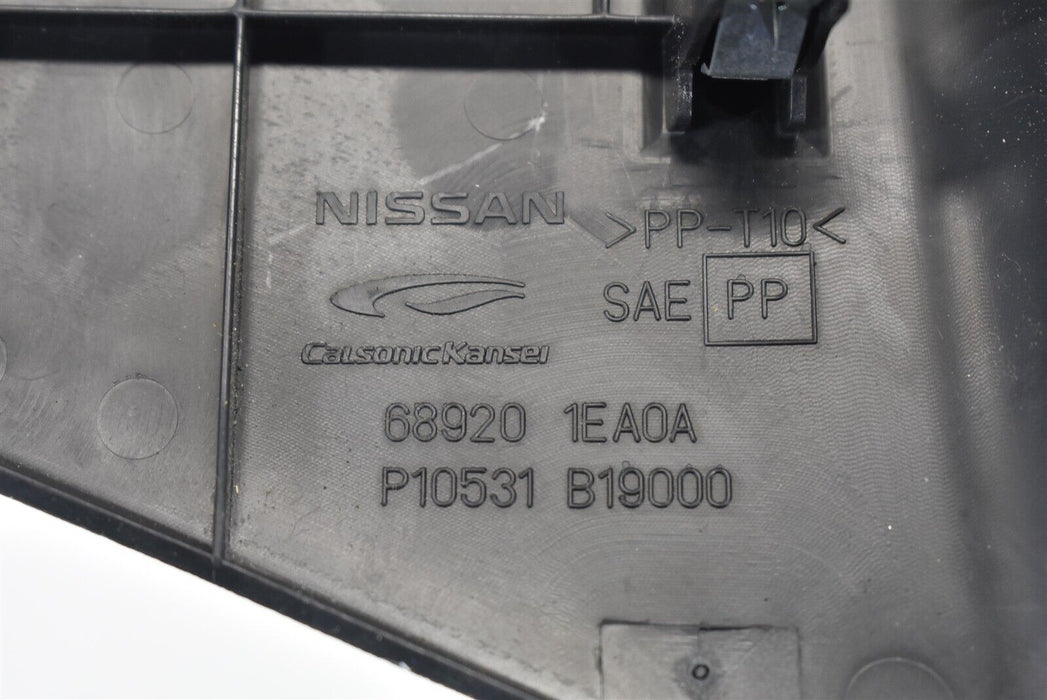 NISSAN
>PP-T10<
SAE PP
CalsonicKansei
68920 1EA0A
P10531 B19000